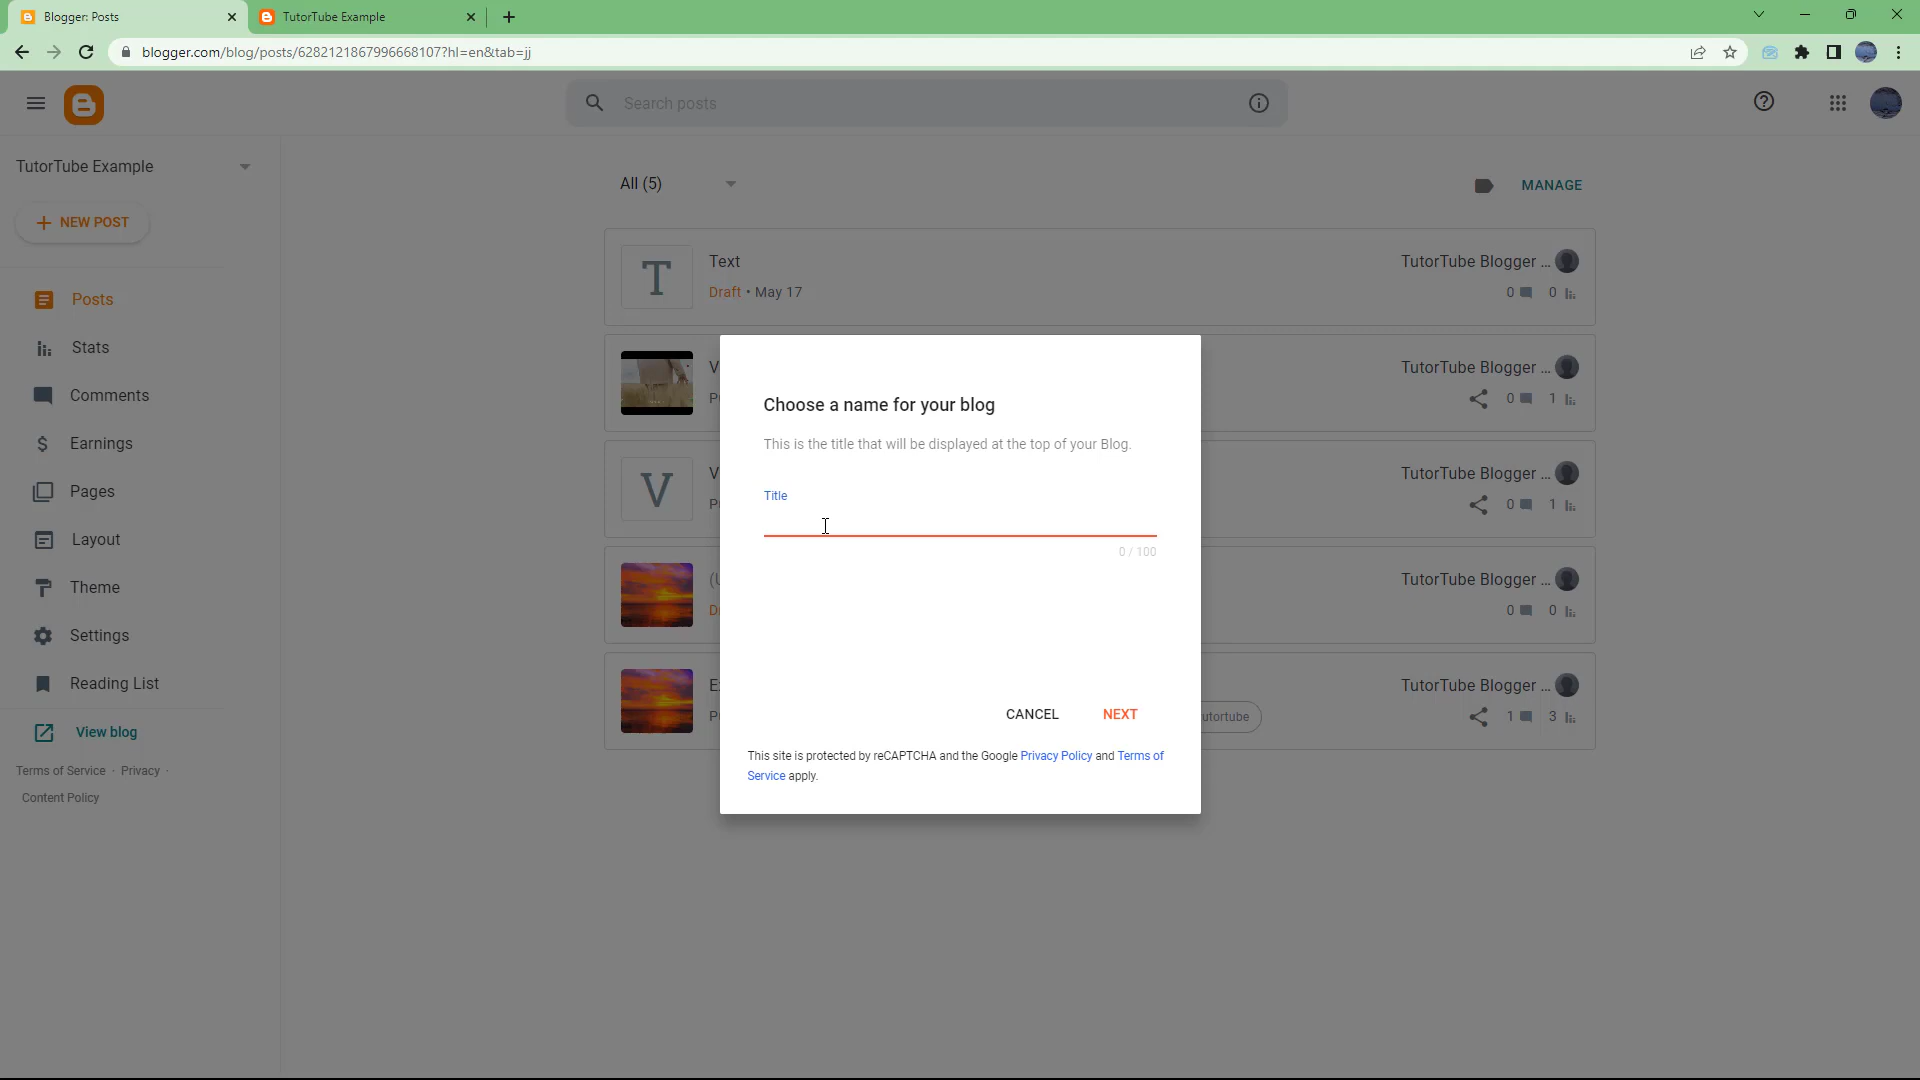 Blogger: Posts
TutorTube Example
blogger.com/blog/posts/6282121867996668107?hl=en&tab=jj
Search posts
TutorTube Example
All (5)
MANAGE
NEW POST
Text
TutorTube Blogger ...
Draft • May 17
0 0
Posts
Stats
V
TutorTube Blogger ...
P
0 1
Comments
Choose a name for your blog
Earnings
This is the title that will be displayed at the top of your Blog.
V
TutorTube Blogger ...
Pages
Title
P
0 1
Layout
0 / 100
Theme
(U
TutorTube Blogger ...
D
0 0
Settings
Reading List
E
TutorTube Blogger ...
P
utortube
1 3
CANCEL
NEXT
View blog
This site is protected by reCAPTCHA and the Google Privacy Policy and Terms of
Service apply.
Terms of Service · Privacy ·
Content Policy